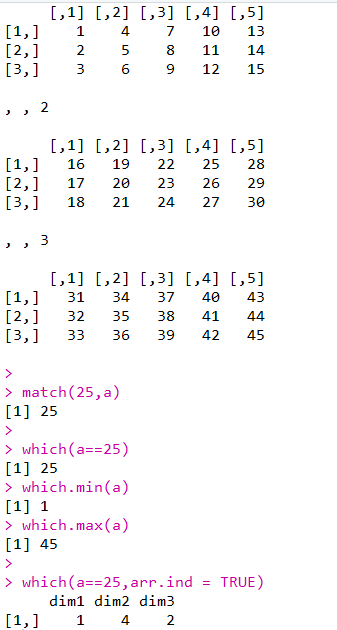 [,1] [,2] [,3] [,4] [,5]
[1,]    1    4    7   10   13
[2,]    2    5    8   11   14
[3,]    3    6    9   12   15
, , 2
     [,1] [,2] [,3] [,4] [,5]
[1,]   16   19   22   25   28
[2,]   17   20   23   26   29
[3,]   18   21   24   27   30
, , 3
     [,1] [,2] [,3] [,4] [,5]
[1,]   31   34   37   40   43
[2,]   32   35   38   41   44
[3,]   33   36   39   42   45
>
> match(25,a)
[1] 25
>
> which(a==25)
[1] 25
> which.min(a)
[1] 1
> which.max(a)
[1] 45
>
> which(a==25,arr.ind = TRUE)
     dim1 dim2 dim3
[1,]    1    4    2